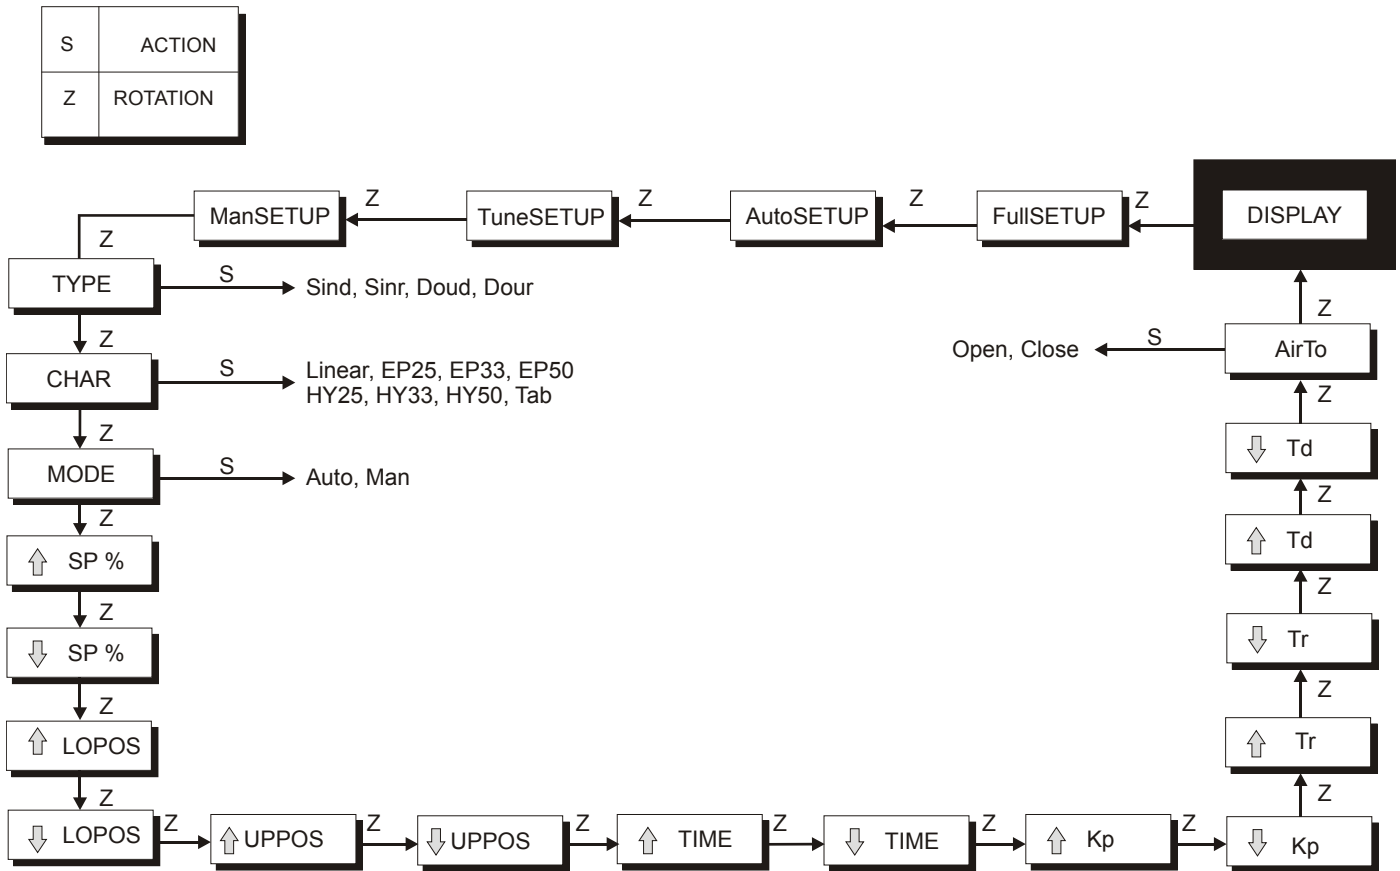 S ACTION
Z ROTATION
ManSETUP Z TuneSETUP Z AutoSETUP Z FullSETUP Z DISPLAY
Z
TYPE S Sind, Sinr, Doud, Dour
Z
Z
CHAR S Linear, EP25, EP33, EP50
HY25, HY33, HY50, Tab
Open, Close S AirTo
Z
Z
MODE S Auto, Man
Td
Z
Z
SP %
Td
Z
Z
SP %
Tr
Z
Z
LOPOS
Tr
Z
Z
LOPOS Z UPPOS Z UPPOS Z TIME Z TIME Z Kp Z Kp